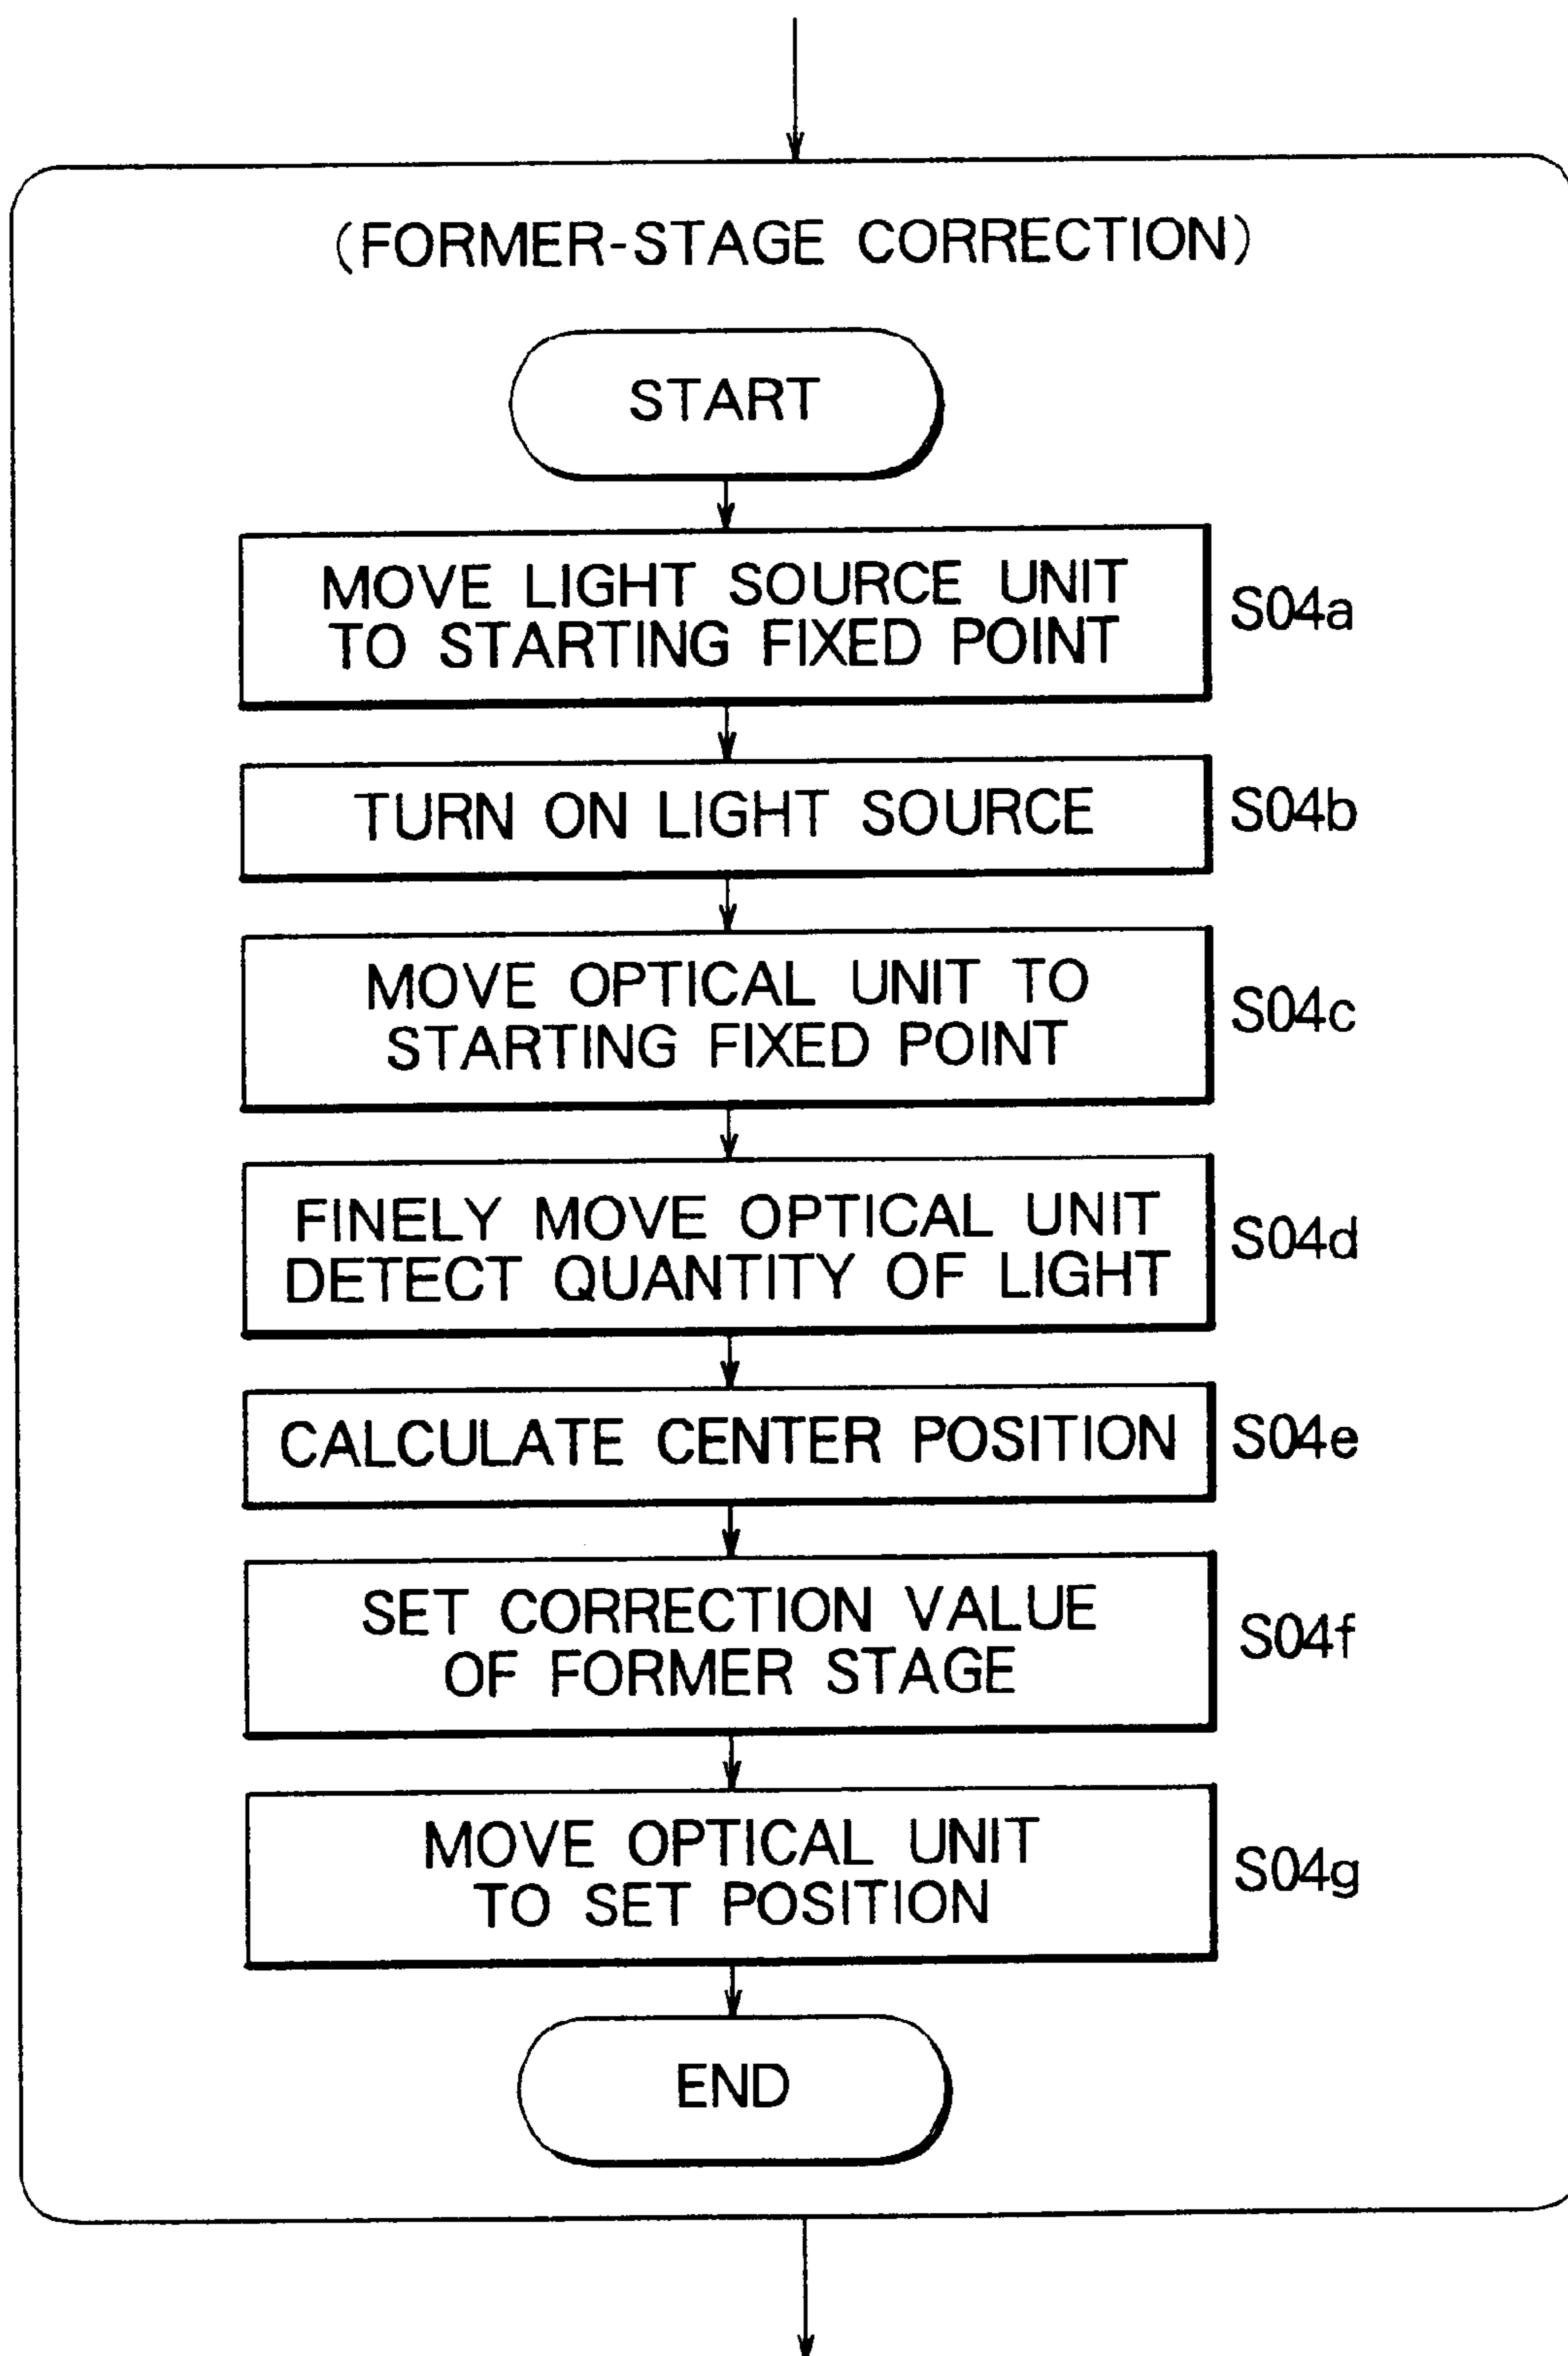 (FORMER-STAGE CORRECTION)
START
MOVE LIGHT SOURCE UNIT
TO STARTING FIXED POINT
S04a
TURN ON LIGHT SOURCE
S04b
MOVE OPTICAL UNIT TO
STARTING FIXED POINT
S04c
FINELY MOVE OPTICAL UNIT
DETECT QUANTITY OF LIGHT
S04d
CALCULATE CENTER POSITION
S04e
SET CORRECTION VALUE
OF FORMER STAGE
S04f
MOVE OPTICAL UNIT
TO SET POSITION
S04g
END